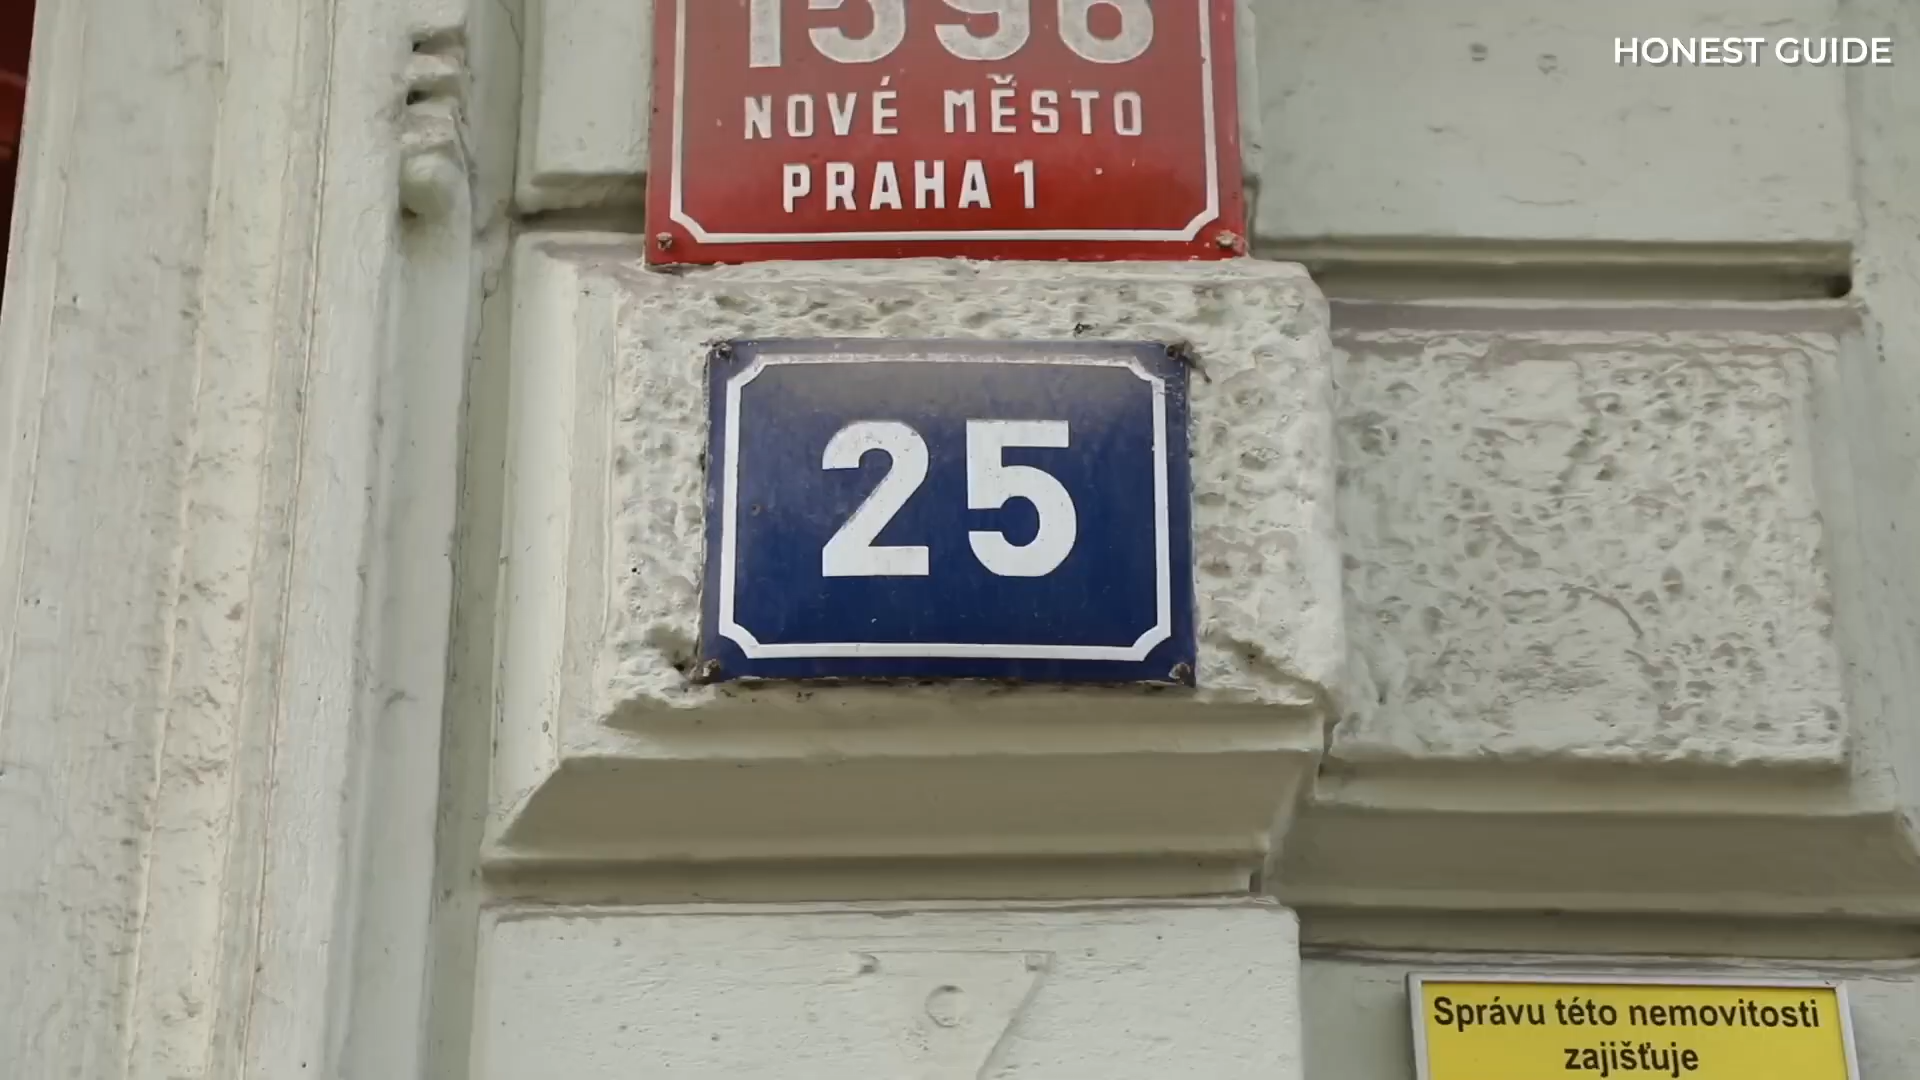 HONEST GUIDE
1596
NOVÉ MĚSTO
PRAHA 1
25
Správu této nemovitosti
zajišťuje